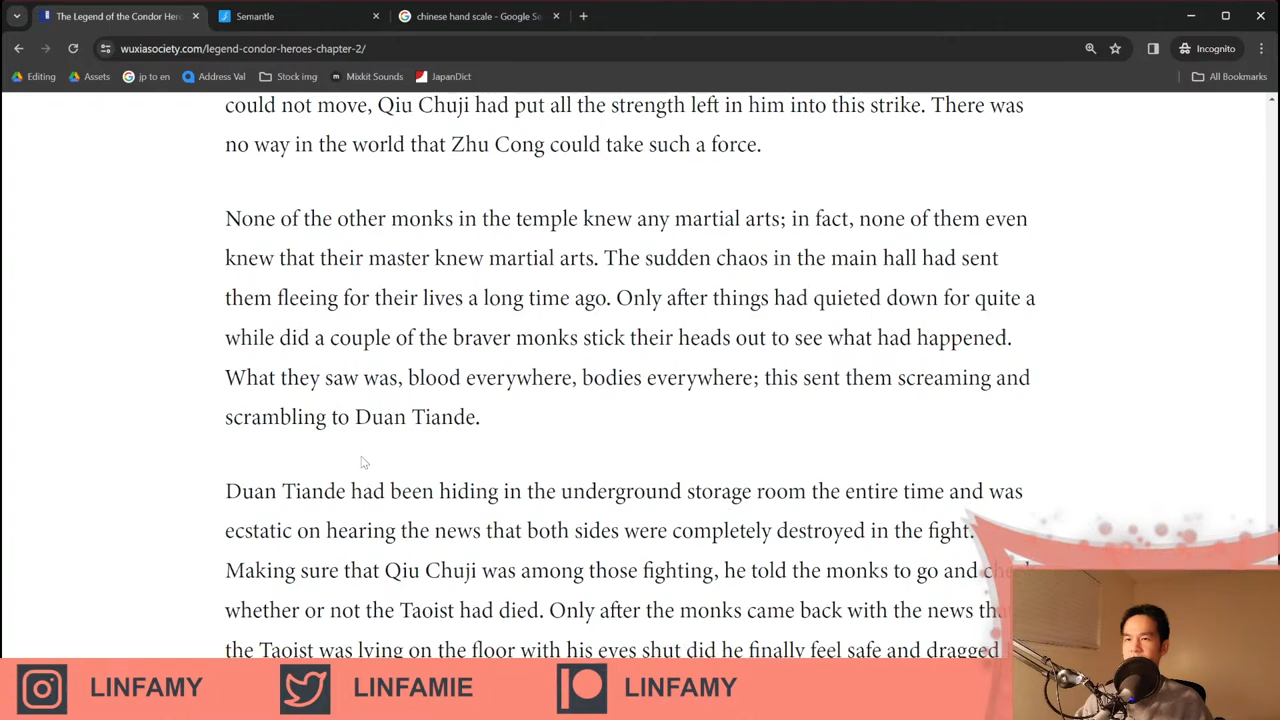 The Legend of the Condor Her
Semantle
chinese hand scale - Google Se
wuxiasociety.com/legend-condor-heroes-chapter-2/
Incognito
Editing
Assets
jp to en
Address Val
Stock img
Mixkit Sounds
JapanDict
All Bookmarks
could not move, Qiu Chuji had put all the strength left in him into this strike. There was
no way in the world that Zhu Cong could take such a force.
None of the other monks in the temple knew any martial arts; in fact, none of them even
knew that their master knew martial arts. The sudden chaos in the main hall had sent
them fleeing for their lives a long time ago. Only after things had quieted down for quite a
while did a couple of the braver monks stick their heads out to see what had happened.
What they saw was, blood everywhere, bodies everywhere; this sent them screaming and
scrambling to Duan Tiande.
Duan Tiande had been hiding in the underground storage room the entire time and was
ecstatic on hearing the news that both sides were completely destroyed in the fight.
Making sure that Qiu Chuji was among those fighting, he told the monks to go and
whether or not the Taoist had died. Only after the monks came back with the news
the Taoist was lying on the floor with his eyes shut did he finally feel safe and dragged
LINFAMY
LINFAMIE
LINFAMY